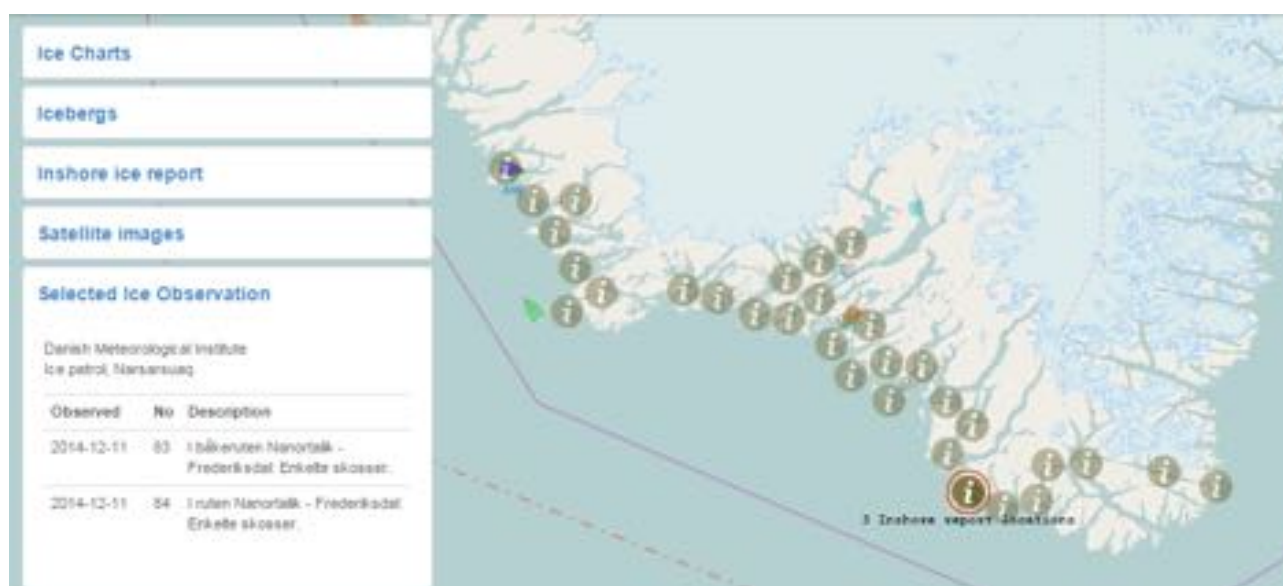 Ice Charts
Icebergs
Inshore ice report
Satellite images
Selected Ice Observation
Danish Meteorological Institute
Ice patrol, Narsarsuaq
Observed No Description
2014-12-11 83 I båkeruten Nanortalik -
Frederiksdal. Enkelte skosser.
2014-12-11 84 I ruten Nanortalik - Frederiksdal.
Enkelte skosser.
3 Inshore report locations